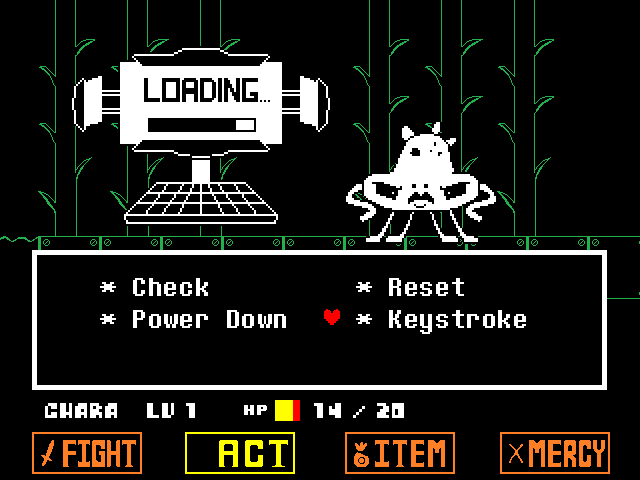 LOADING...
* Check * Reset
* Power Down * Keystroke
CHARA LV 1 HP 14 / 20
FIGHT ACT ITEM MERCY